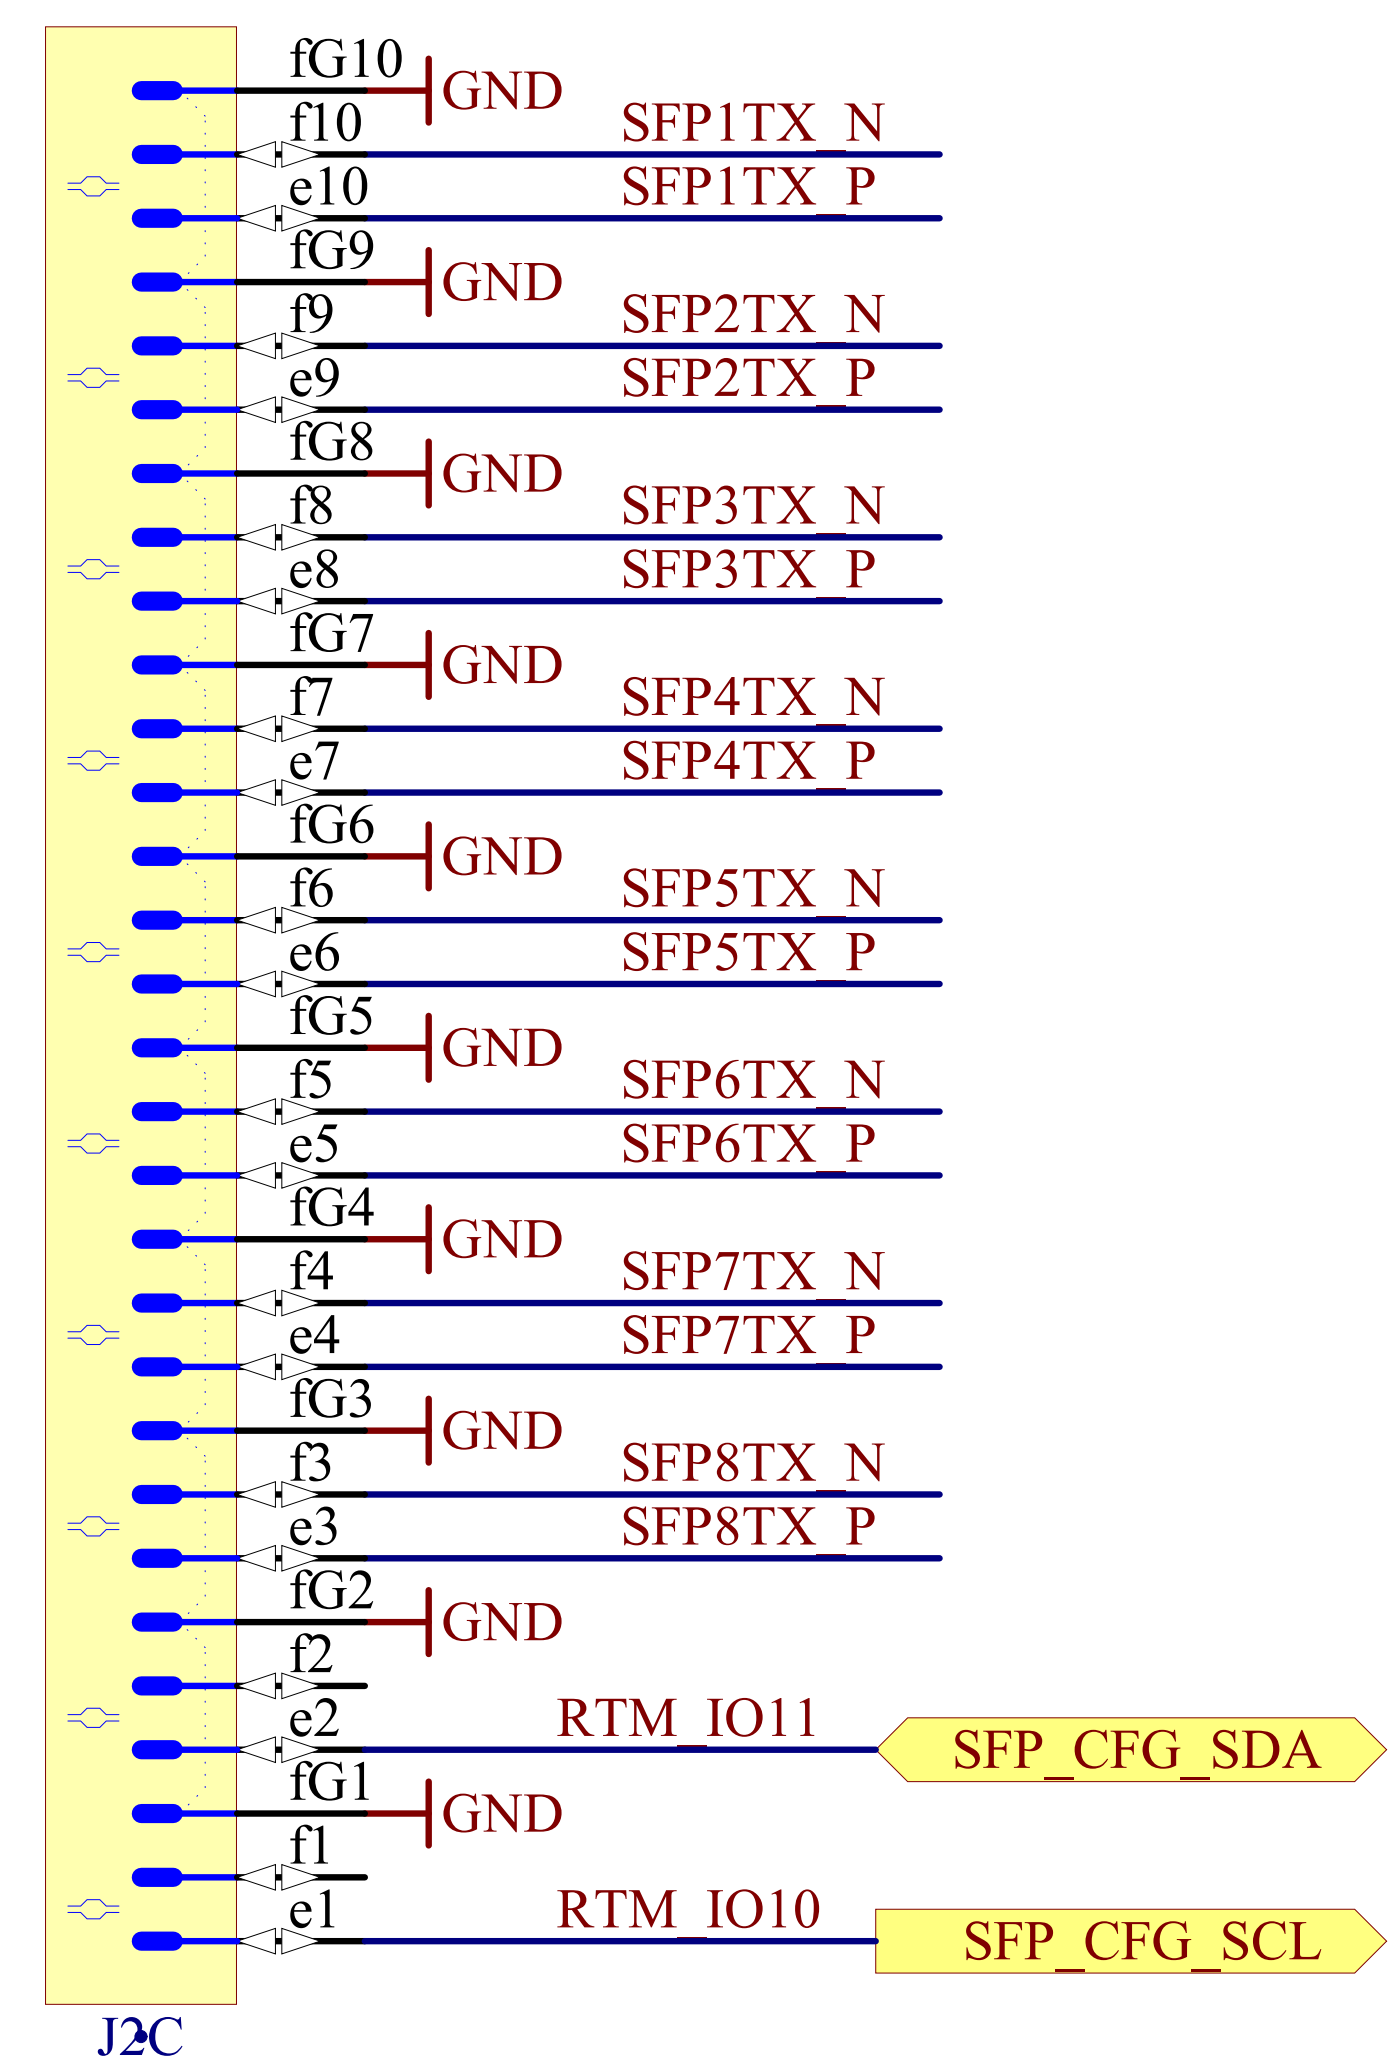 fG10 GND
f10 SFP1TX_N
e10 SFP1TX_P
fG9 GND
f9 SFP2TX_N
e9 SFP2TX_P
fG8 GND
f8 SFP3TX_N
e8 SFP3TX_P
fG7 GND
f7 SFP4TX_N
e7 SFP4TX_P
fG6 GND
f6 SFP5TX_N
e6 SFP5TX_P
fG5 GND
f5 SFP6TX_N
e5 SFP6TX_P
fG4 GND
f4 SFP7TX_N
e4 SFP7TX_P
fG3 GND
f3 SFP8TX_N
e3 SFP8TX_P
fG2 GND
f2
e2 RTM_IO11 SFP_CFG_SDA
fG1 GND
f1
e1 RTM_IO10 SFP_CFG_SCL
J2C